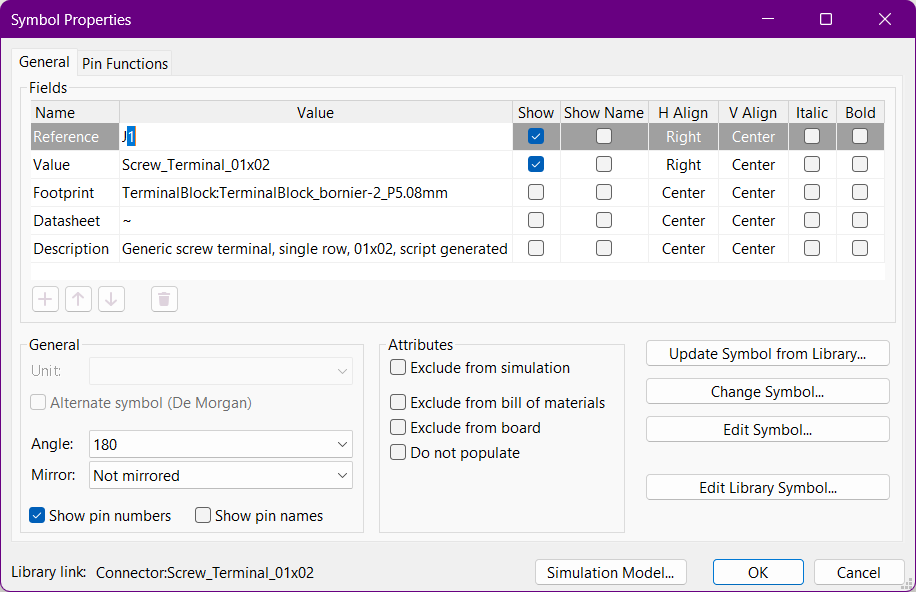 Symbol Properties
General Pin Functions
Fields
Name Value Show Show Name H Align V Align Italic Bold
Reference J1 Right Center
Value Screw_Terminal_01x02 Right Center
Footprint TerminalBlock:TerminalBlock_bornier-2_P5.08mm Center Center
Datasheet ~ Center Center
Description Generic screw terminal, single row, 01x02, script generated Center Center
General
Unit:
Alternate symbol (De Morgan)
Angle: 180
Mirror: Not mirrored
Show pin numbers Show pin names
Attributes
Exclude from simulation
Exclude from bill of materials
Exclude from board
Do not populate
Update Symbol from Library...
Change Symbol...
Edit Symbol...
Edit Library Symbol...
Library link: Connector:Screw_Terminal_01x02
Simulation Model... OK Cancel